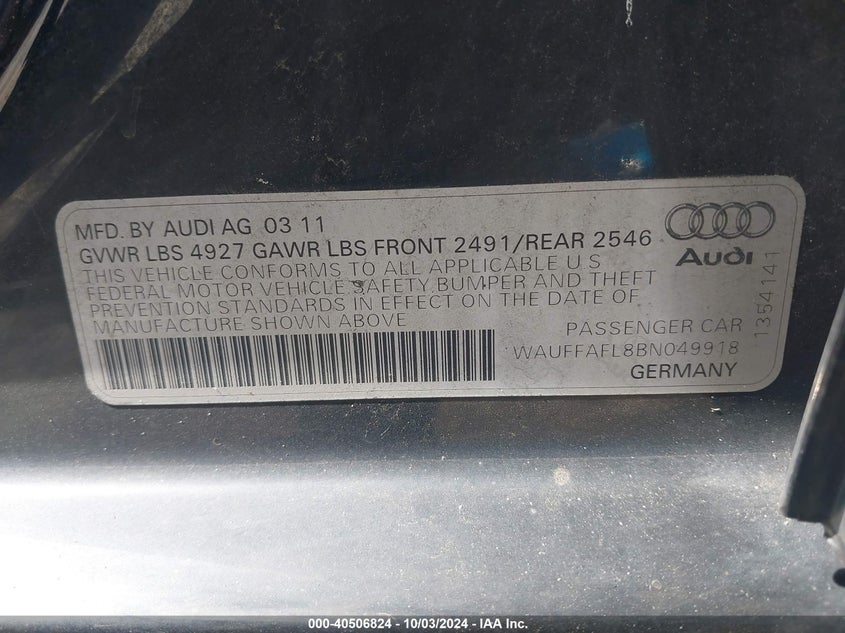 MFD. BY AUDI AG 03 11
GVWR LBS 4927 GAWR LBS FRONT 2491/REAR 2546
THIS VEHICLE CONFORMS TO ALL APPLICABLE U S
FEDERAL MOTOR VEHICLE SAFETY BUMPER AND THEFT
PREVENTION STANDARDS IN EFFECT ON THE DATE OF
MANUFACTURE SHOWN ABOVE
Audi
PASSENGER CAR
WAUFFAFL8BN049918
GERMANY
1354141
000-40506824 - 10/03/2024 - IAA Inc.